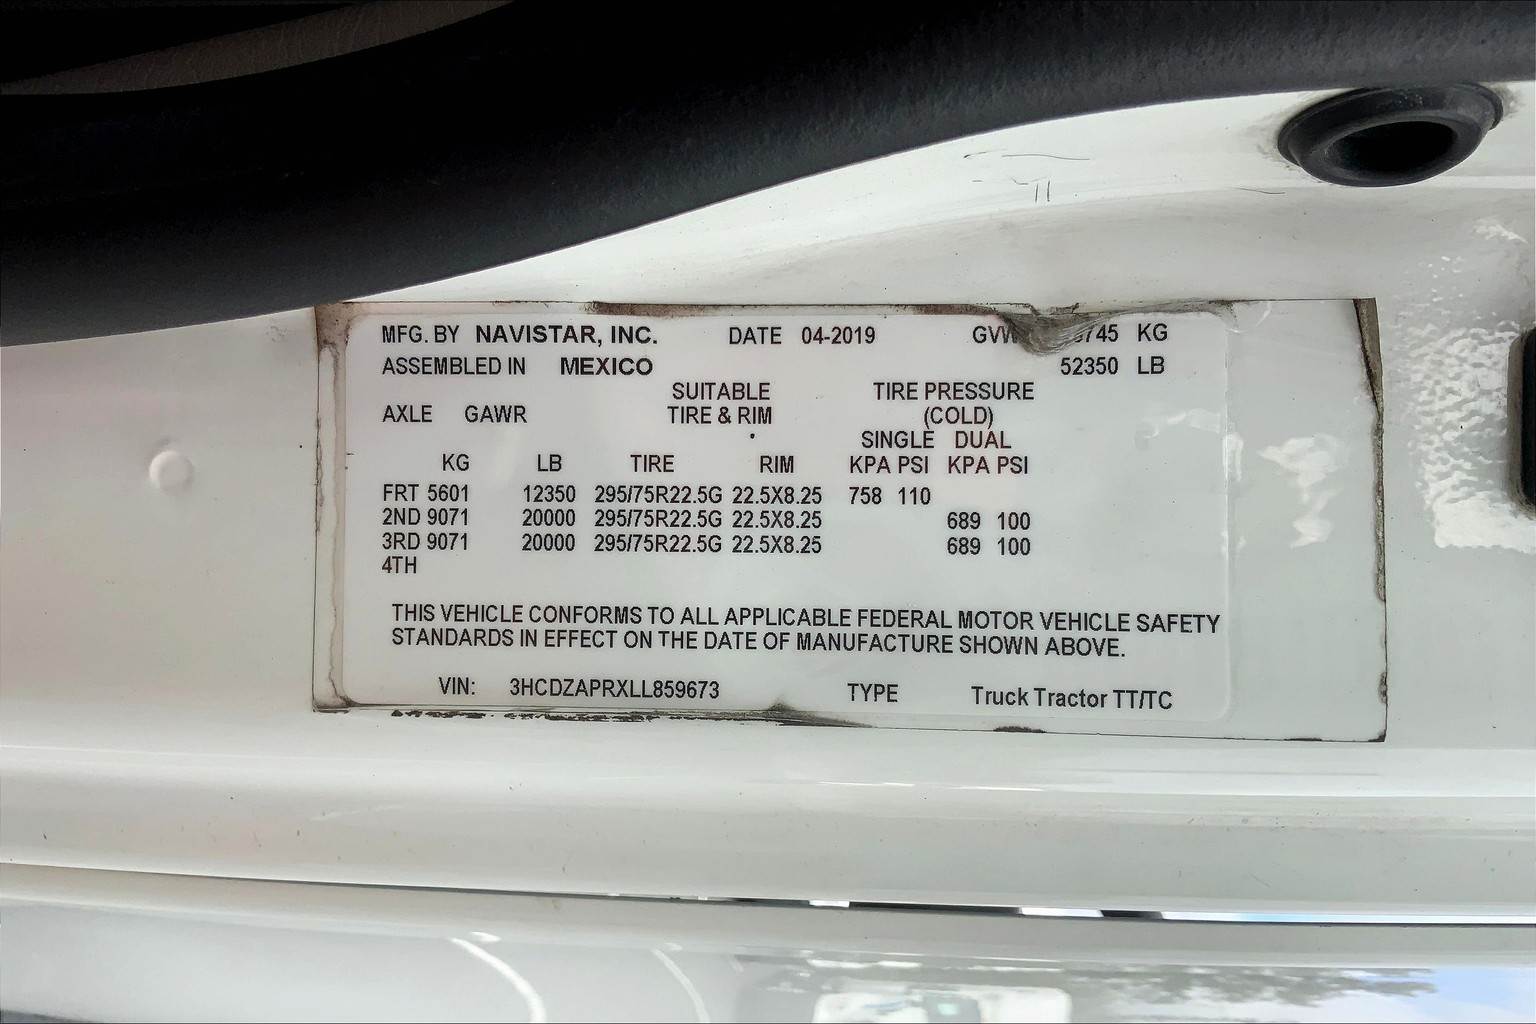 MFG. BY NAVISTAR, INC. DATE 04-2019 KG
ASSEMBLED IN MEXICO 52350 LB
SUITABLE TIRE PRESSURE
AXLE GAWR TIRE & RIM (COLD)
SINGLE DUAL
KG LB TIRE RIM KPA PSI KPA PSI
FRT 5601 12350 295/75R22.5G 22.5X8.25 758 110
2ND 9071 20000 295/75R22.5G 22.5X8.25 689 100
3RD 9071 20000 295/75R22.5G 22.5X8.25 689 100
4TH
THIS VEHICLE CONFORMS TO ALL APPLICABLE FEDERAL MOTOR VEHICLE SAFETY
STANDARDS IN EFFECT ON THE DATE OF MANUFACTURE SHOWN ABOVE.
VIN: 3HCDZAPRXLL859673 TYPE Truck Tractor TT/TC